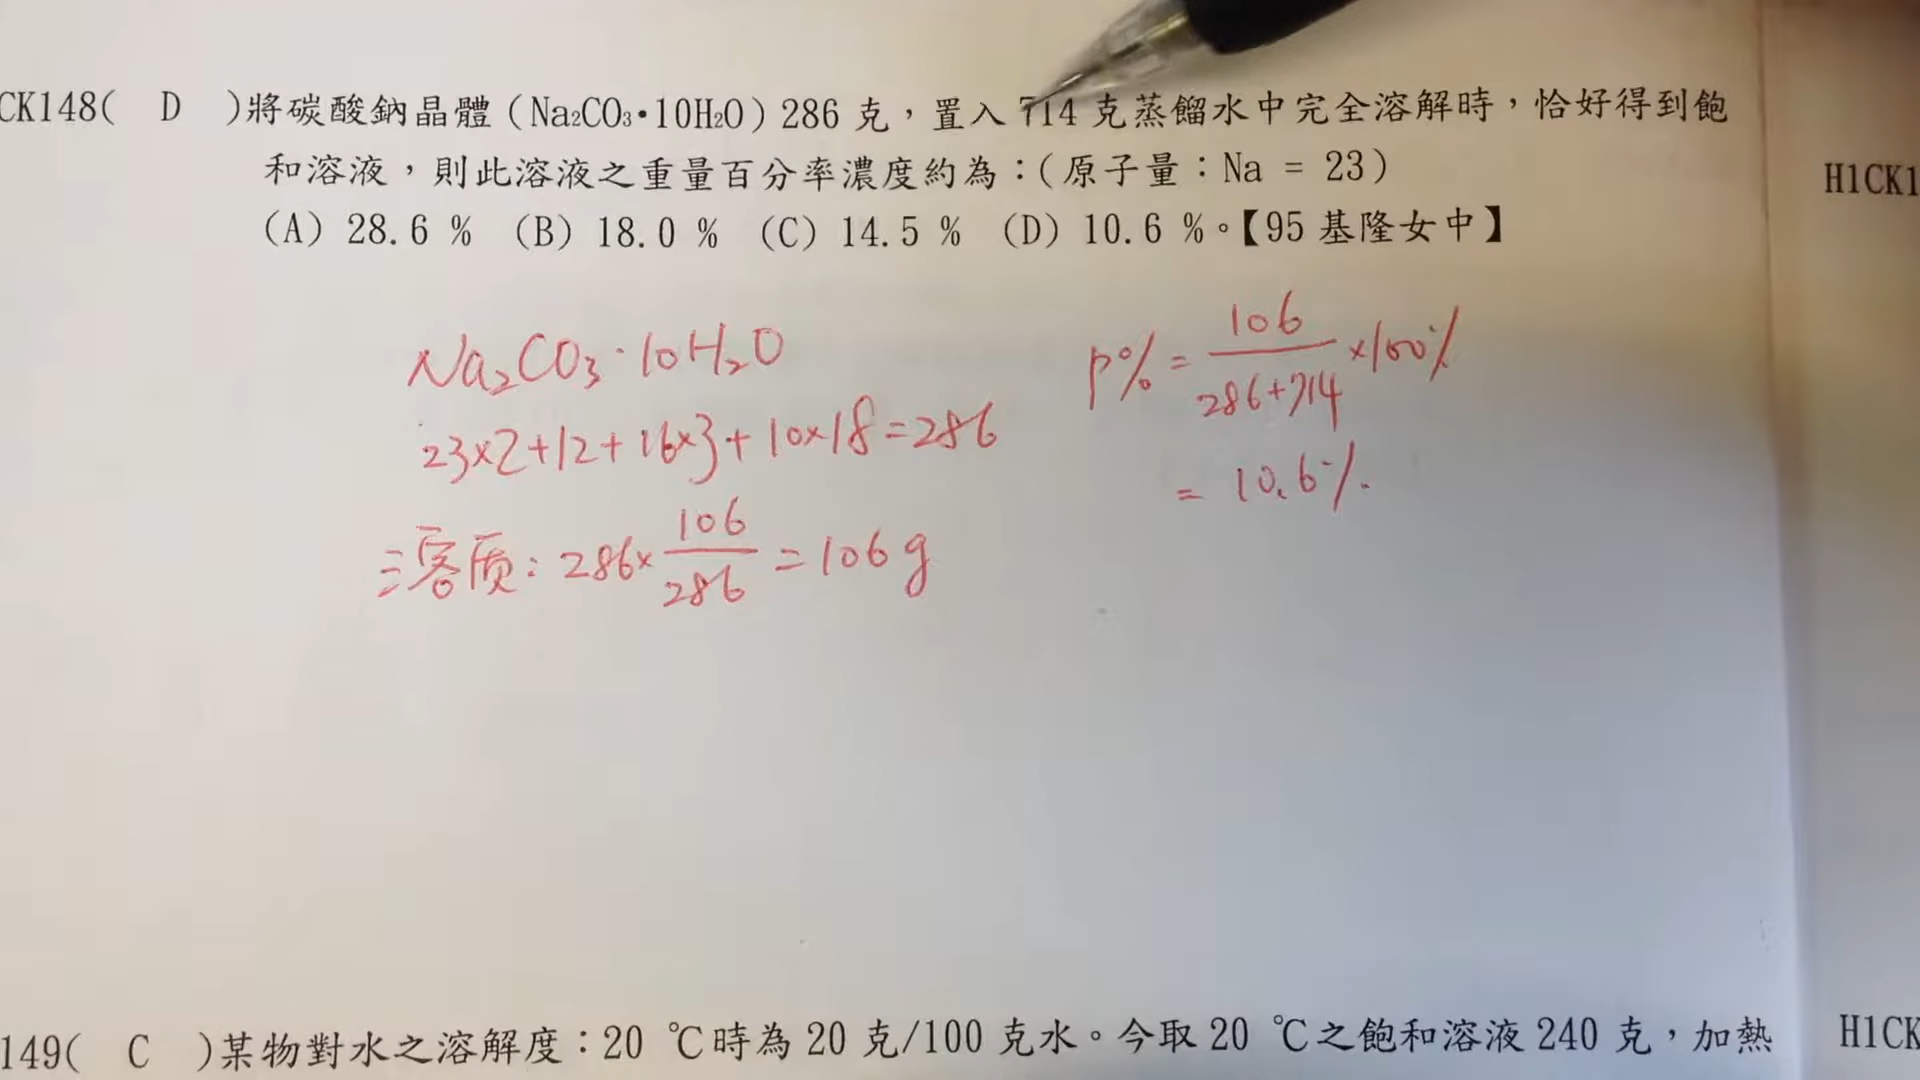 CK148( D )將碳酸鈉晶體(Na₂CO₃•10H₂O)286 克,置入 714 克蒸餾水中完全溶解時,恰好得到飽
和溶液,則此溶液之重量百分率濃度約為:(原子量:Na = 23)
(A) 28.6 % (B) 18.0 % (C) 14.5 % (D) 10.6 %。【95 基隆女中】
H1CK1
Na₂CO₃·10H₂O
23×2+12+16×3+10×18=286
溶质:286×106/286=106g
P%=106/(286+714)×100%
= 10.6%.
149( C )某物對水之溶解度:20 ℃時為 20 克/100 克水。今取 20 ℃之飽和溶液 240 克,加熱
H1CK